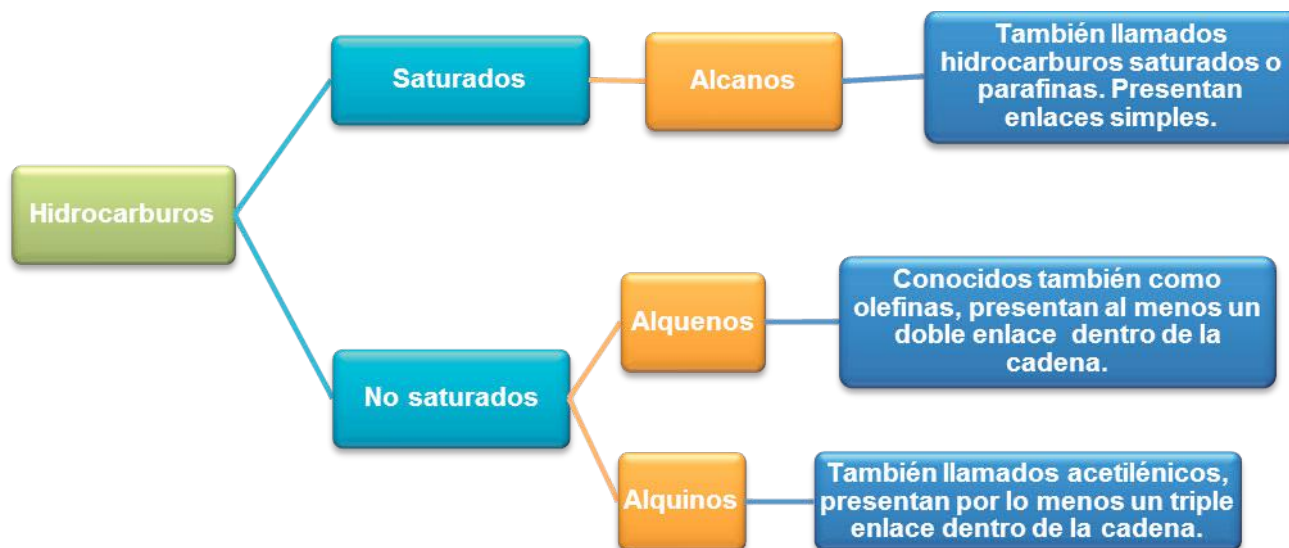 Hidrocarburos
Saturados
Alcanos
También llamados
hidrocarburos saturados o
parafinas. Presentan
enlaces simples.
No saturados
Alquenos
Conocidos también como
olefinas, presentan al menos un
doble enlace dentro de la
cadena.
Alquinos
También llamados acetilénicos,
presentan por lo menos un triple
enlace dentro de la cadena.